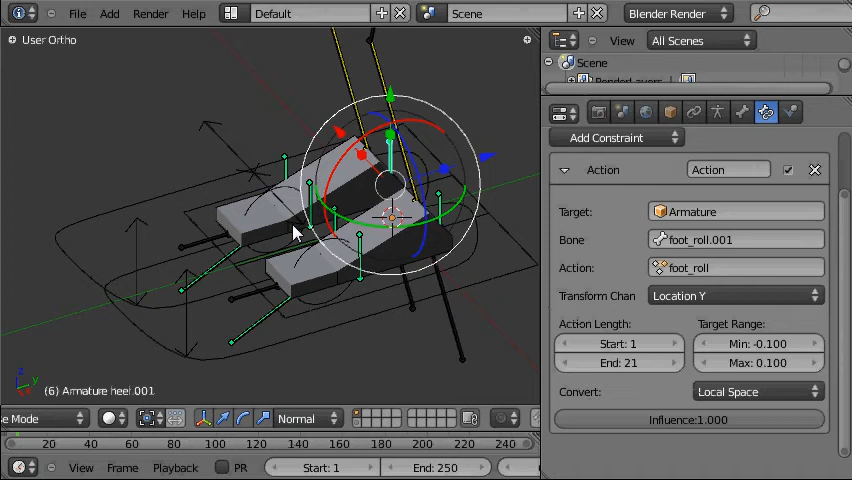 File Add Render Help Default Scene Blender Render
User Ortho
View All Scenes
Scene
RenderLayers
Add Constraint
Action Action
Target: Armature
Bone foot_roll.001
Action: foot_roll
Transform Chan Location Y
Action Length: Target Range:
Start: 1 Min: -0.100
End: 21 Max: 0.100
Convert: Local Space
Influence:1.000
z
y
(6) Armature heel.001
se Mode Normal
20 40 60 80 100 120 140 160 180 200 220 240
View Frame Playback PR Start: 1 End: 250